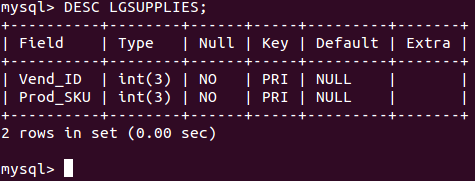 mysql> DESC LGSUPPLIES;
+----------+--------+------+-----+---------+-------+
| Field    | Type   | Null | Key | Default | Extra |
+----------+--------+------+-----+---------+-------+
| Vend_ID  | int(3) | NO   | PRI | NULL    |       |
| Prod_SKU | int(3) | NO   | PRI | NULL    |       |
+----------+--------+------+-----+---------+-------+
2 rows in set (0.00 sec)
mysql>